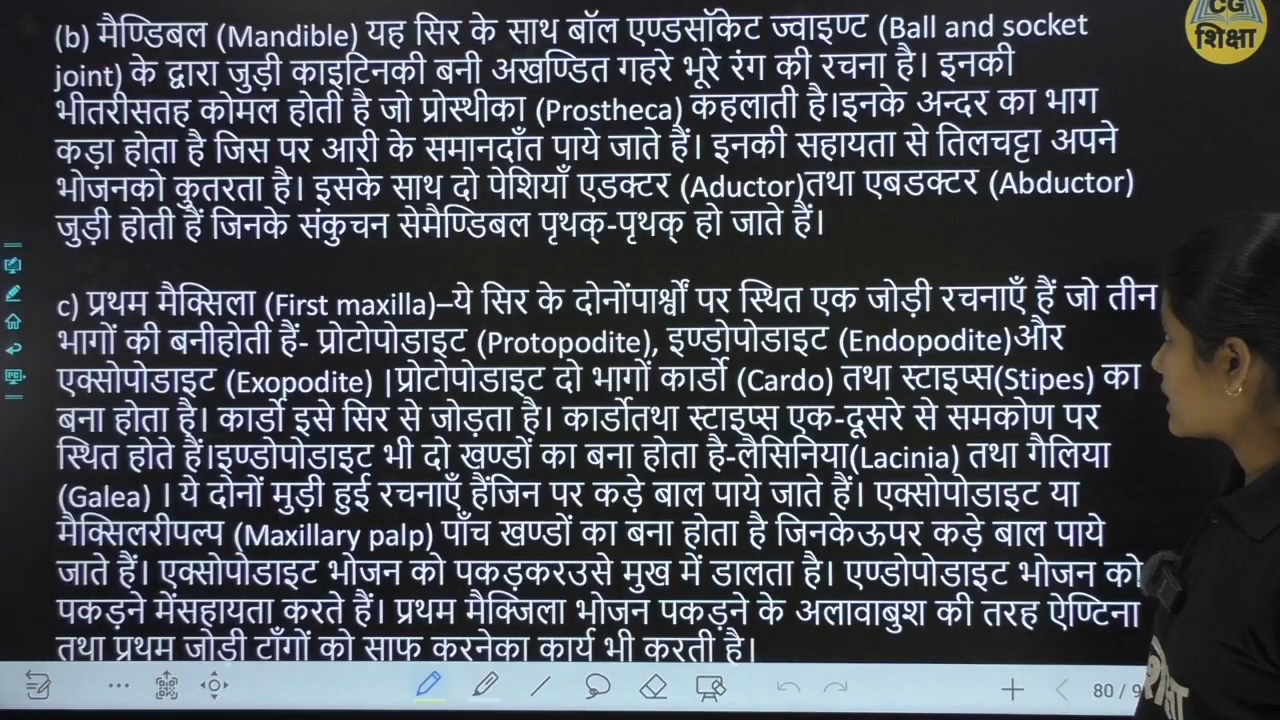 CG
शिक्षा
(b) मैण्डिबल (Mandible) यह सिर के साथ बॉल एण्डसॉकेट ज्वाइण्ट (Ball and socket
joint) के द्वारा जुड़ी काइटिनकी बनी अखण्डित गहरे भूरे रंग की रचना है। इनकी
भीतरीसतह कोमल होती है जो प्रोस्थीका (Prostheca) कहलाती है।इनके अन्दर का भाग
कड़ा होता है जिस पर आरी के समानदाँत पाये जाते हैं। इनकी सहायता से तिलचट्टा अपने
भोजनको कुतरता है। इसके साथ दो पेशियाँ एडक्टर (Aductor)तथा एबडक्टर (Abductor)
जुड़ी होती हैं जिनके संकुचन सेमैण्डिबल पृथक्-पृथक् हो जाते हैं।
c) प्रथम मैक्सिला (First maxilla)–ये सिर के दोनोंपार्श्वों पर स्थित एक जोड़ी रचनाएँ हैं जो तीन
भागों की बनीहोती हैं- प्रोटोपोडाइट (Protopodite), इण्डोपोडाइट (Endopodite)और
एक्सोपोडाइट (Exopodite) |प्रोटोपोडाइट दो भागों कार्डो (Cardo) तथा स्टाइप्स(Stipes) का
बना होता है। कार्डो इसे सिर से जोड़ता है। कार्डोतथा स्टाइप्स एक-दूसरे से समकोण पर
स्थित होते हैं।इण्डोपोडाइट भी दो खण्डों का बना होता है-लैसिनिया(Lacinia) तथा गैलिया
(Galea) । ये दोनों मुड़ी हुई रचनाएँ हैंजिन पर कड़े बाल पाये जाते हैं। एक्सोपोडाइट या
मैक्सिलरीपल्प (Maxillary palp) पाँच खण्डों का बना होता है जिनकेऊपर कड़े बाल पाये
जाते हैं। एक्सोपोडाइट भोजन को पकड़करउसे मुख में डालता है। एण्डोपोडाइट भोजन को
पकड़ने मेंसहायता करते हैं। प्रथम मैक्जिला भोजन पकड़ने के अलावाबुश की तरह ऐण्टिना
तथा प्रथम जोड़ी टाँगों को साफ करनेका कार्य भी करती है।
80 / 9